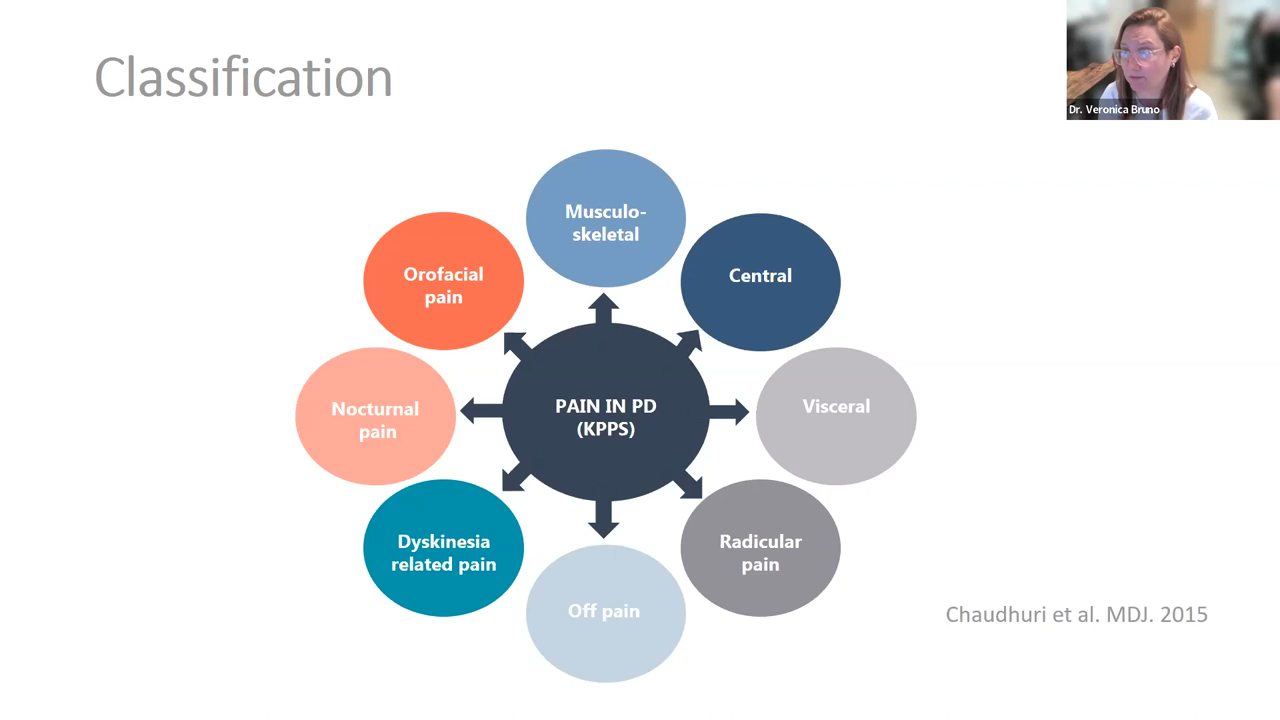 Classification
Dr. Veronica Bruno
Musculo-
skeletal
Orofacial
pain
Central
Nocturnal
pain
PAIN IN PD
(KPPS)
Visceral
Dyskinesia
related pain
Radicular
pain
Off pain
Chaudhuri et al. MDJ. 2015